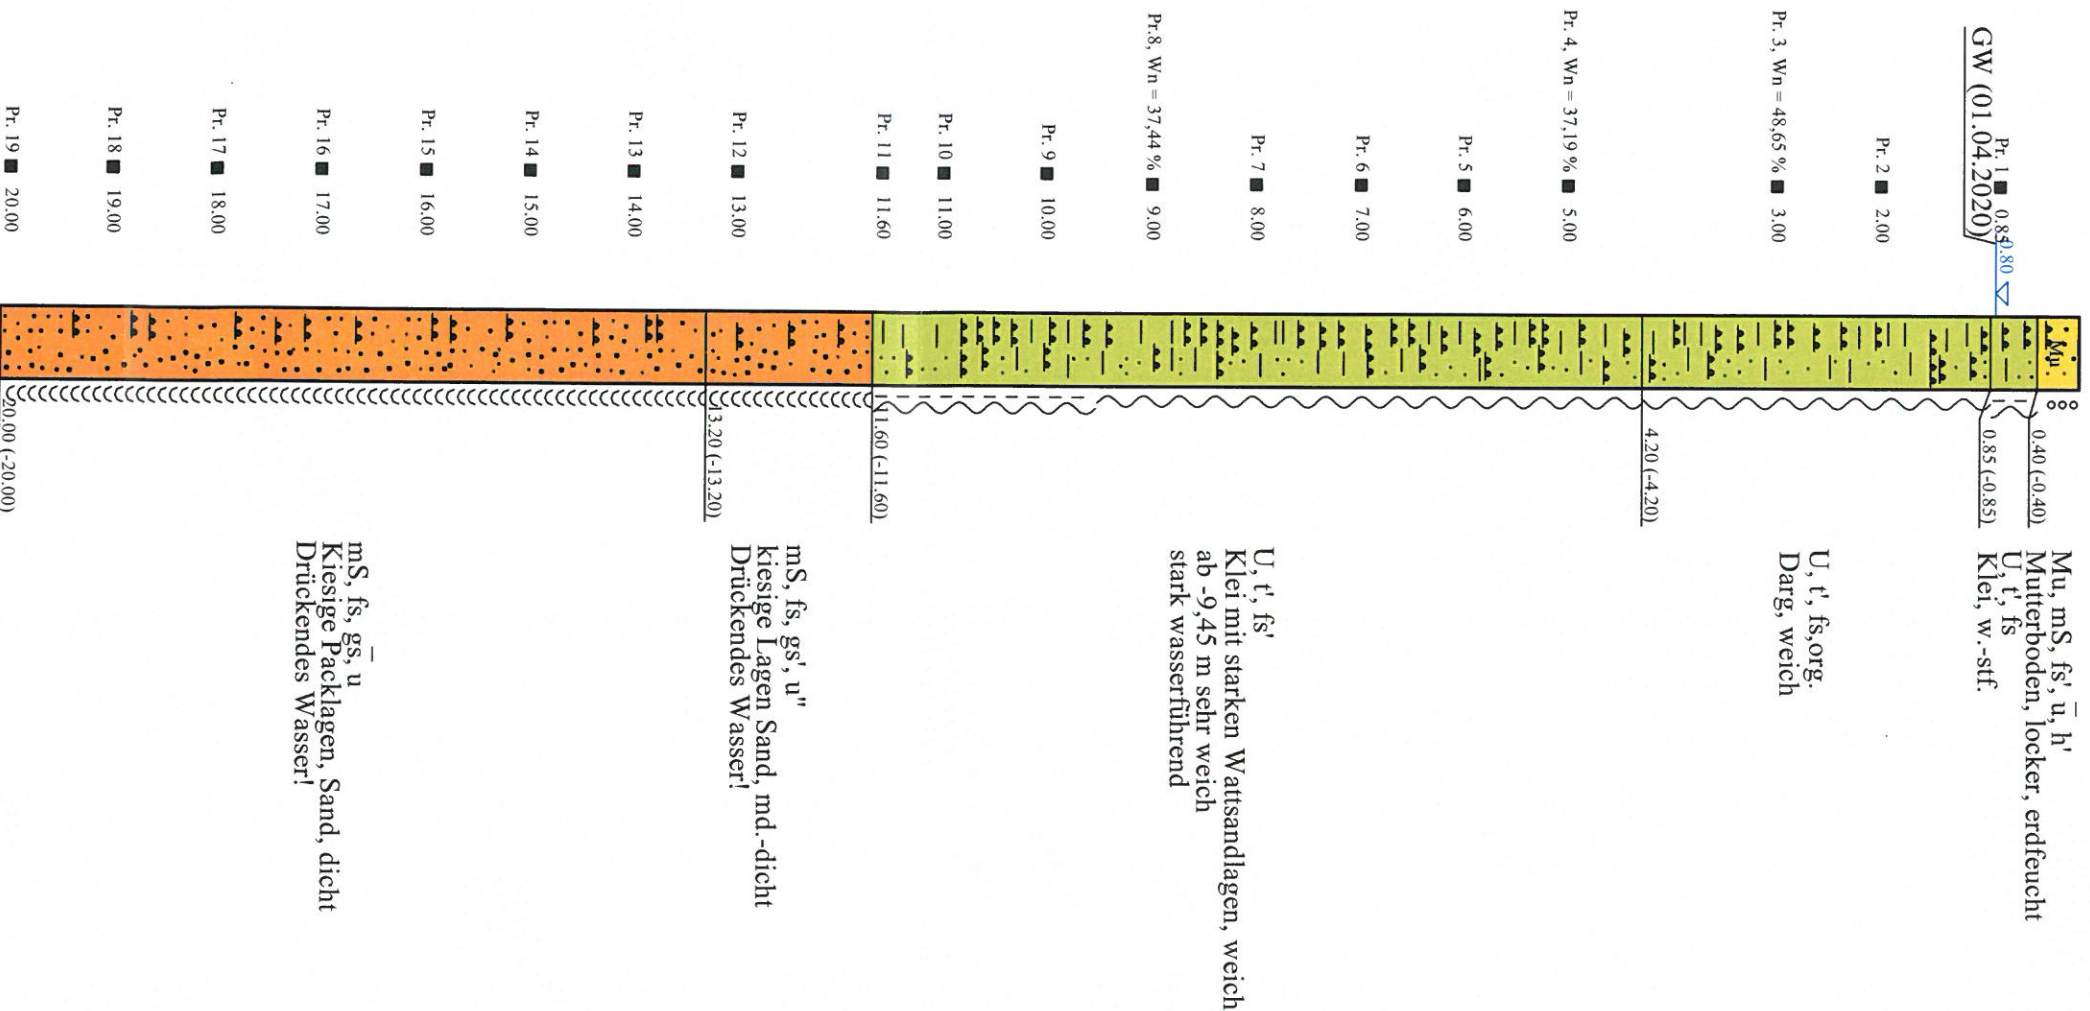 GW (01.04.2020)
0.80
Pr. 1 0.85
Pr. 2 2.00
Pr. 3, Wn = 48,65 % 3.00
Pr. 4, Wn = 37,19 % 5.00
Pr. 5 6.00
Pr. 6 7.00
Pr. 7 8.00
Pr.8, Wn = 37,44 % 9.00
Pr. 9 10.00
Pr. 10 11.00
Pr. 11 11.60
Pr. 12 13.00
Pr. 13 14.00
Pr. 14 15.00
Pr. 15 16.00
Pr. 16 17.00
Pr. 17 18.00
Pr. 18 19.00
Pr. 19 20.00
Mu
0.40 (-0.40)
0.85 (-0.85)
4.20 (-4.20)
11.60 (-11.60)
13.20 (-13.20)
20.00 (-20.00)
Mu, mS, fs', ū, h'
Mutterboden, locker, erdfeucht
U, t', fs
Klei, w.-stf.
U, t', fs,org.
Darg, weich
U, t', fs'
Klei mit starken Wattsandlagen, weich
ab -9,45 m sehr weich
stark wasserführend
mS, fs, gs', u"
kiesige Lagen Sand, md.-dicht
Drückendes Wasser!
mS, fs, g̅s̅, u
Kiesige Packlagen, Sand, dicht
Drückendes Wasser!